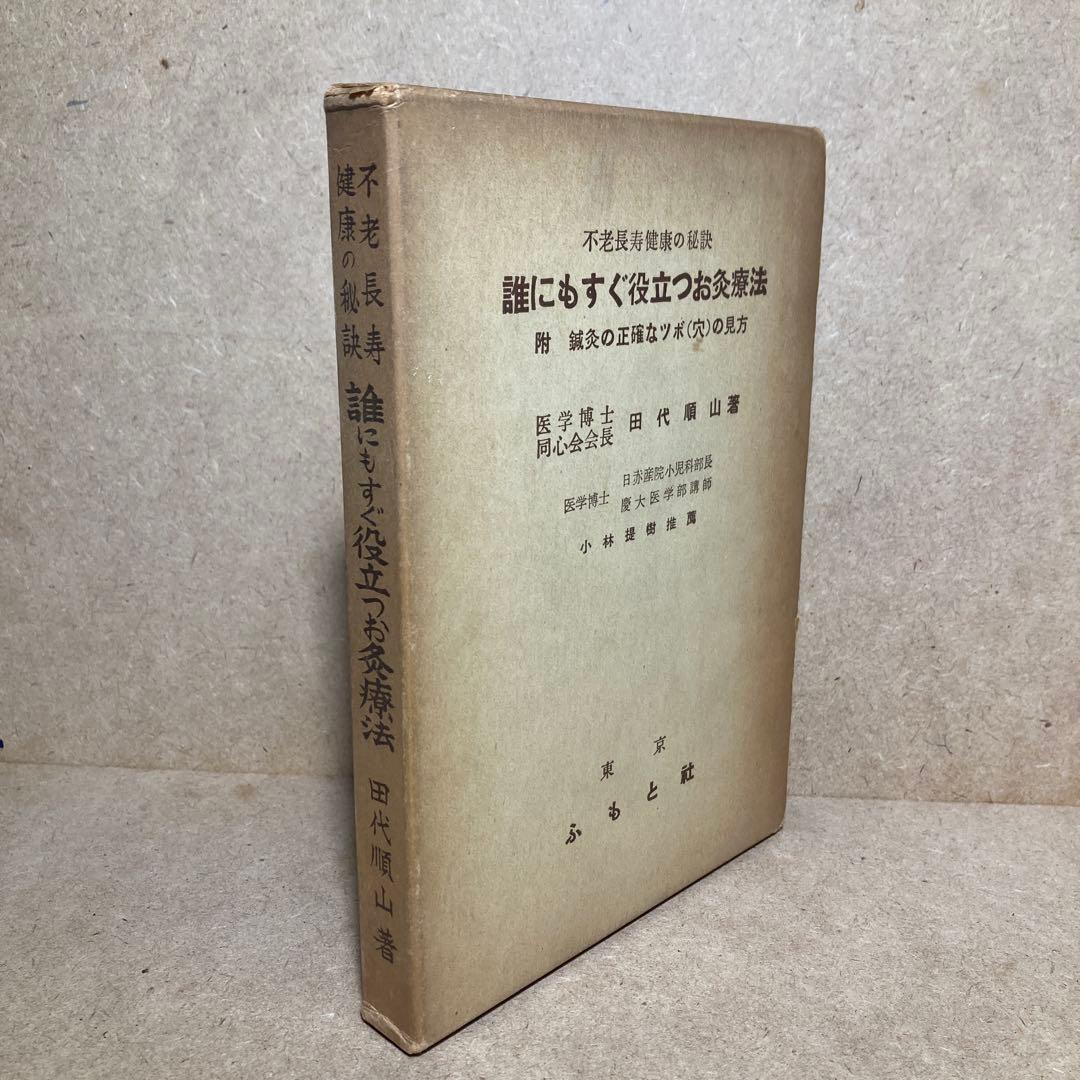 不老長寿
健康の秘訣
誰にもすぐ役立つお灸療法
田代順山著
不老長寿健康の秘訣
誰にもすぐ役立つお灸療法
附 鍼灸の正確なツボ(穴)の見方
医学博士
同心会会長
田代順山著
医学博士
日赤産院小児科部長
慶大医学部講師
小林提樹推薦
東京
ふもと社